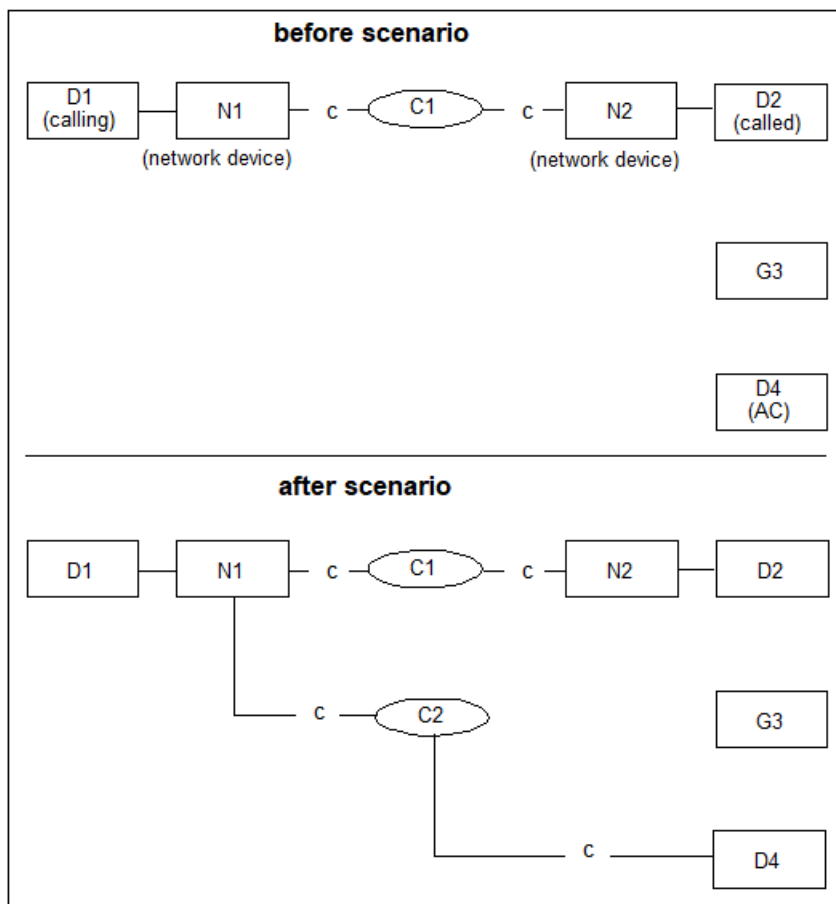 before scenario
D1
(calling)
N1
c
C1
c
N2
D2
(called)
(network device)
(network device)
G3
D4
(AC)
after scenario
D1
N1
c
C1
c
N2
D2
c
C2
G3
c
D4